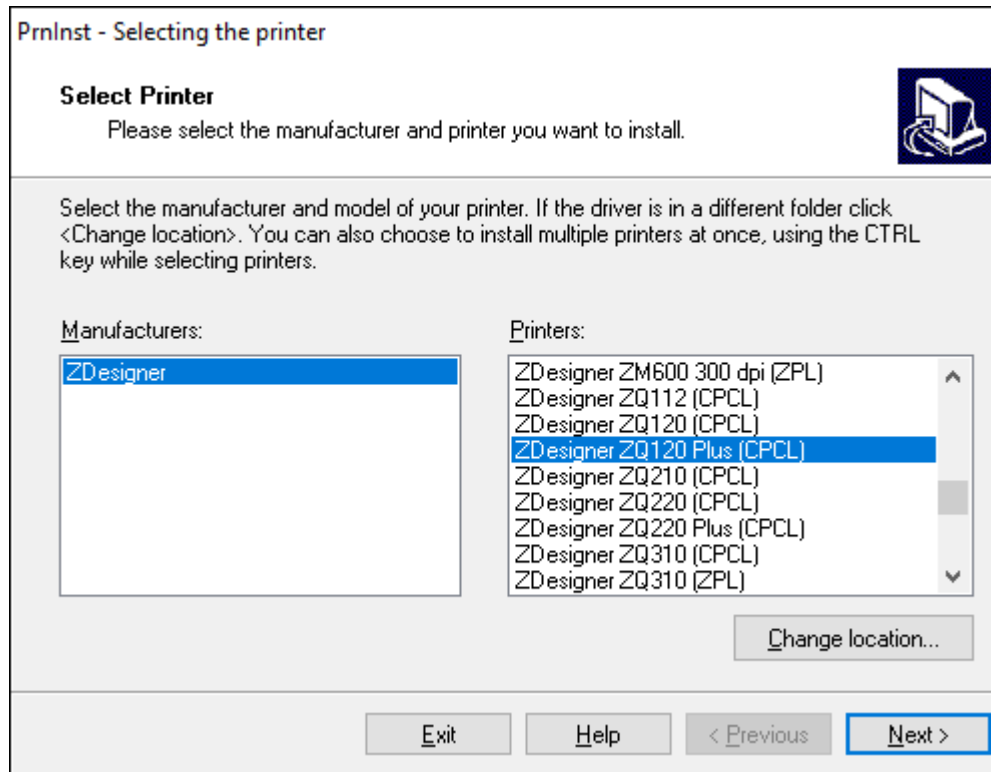 PrnInst - Selecting the printer
Select Printer
Please select the manufacturer and printer you want to install.
Select the manufacturer and model of your printer. If the driver is in a different folder click
<Change location>. You can also choose to install multiple printers at once, using the CTRL
key while selecting printers.
Manufacturers:
ZDesigner
Printers:
ZDesigner ZM600 300 dpi (ZPL)
ZDesigner ZQ112 (CPCL)
ZDesigner ZQ120 (CPCL)
ZDesigner ZQ120 Plus (CPCL)
ZDesigner ZQ210 (CPCL)
ZDesigner ZQ220 (CPCL)
ZDesigner ZQ220 Plus (CPCL)
ZDesigner ZQ310 (CPCL)
ZDesigner ZQ310 (ZPL)
Change location...
Exit
Help
< Previous
Next >